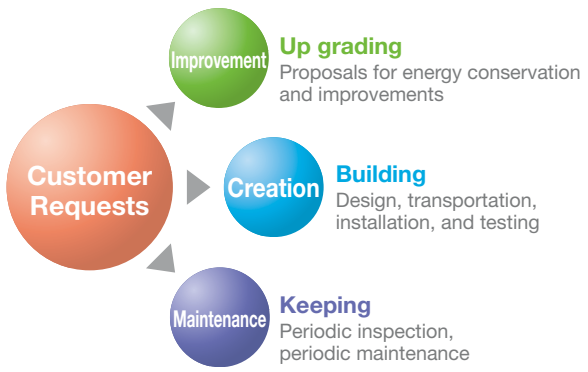 Customer
Requests
Improvement
Up grading
Proposals for energy conservation
and improvements
Creation
Building
Design, transportation,
installation, and testing
Maintenance
Keeping
Periodic inspection,
periodic maintenance